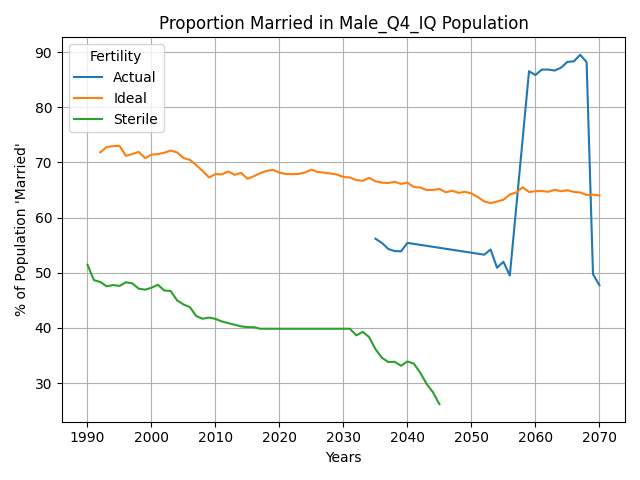 Proportion Married in Male_Q4_IQ Population
% of Population 'Married'
90
80
70
60
50
40
30
Fertility
Actual
Ideal
Sterile
1990 2000 2010 2020 2030 2040 2050 2060 2070
Years